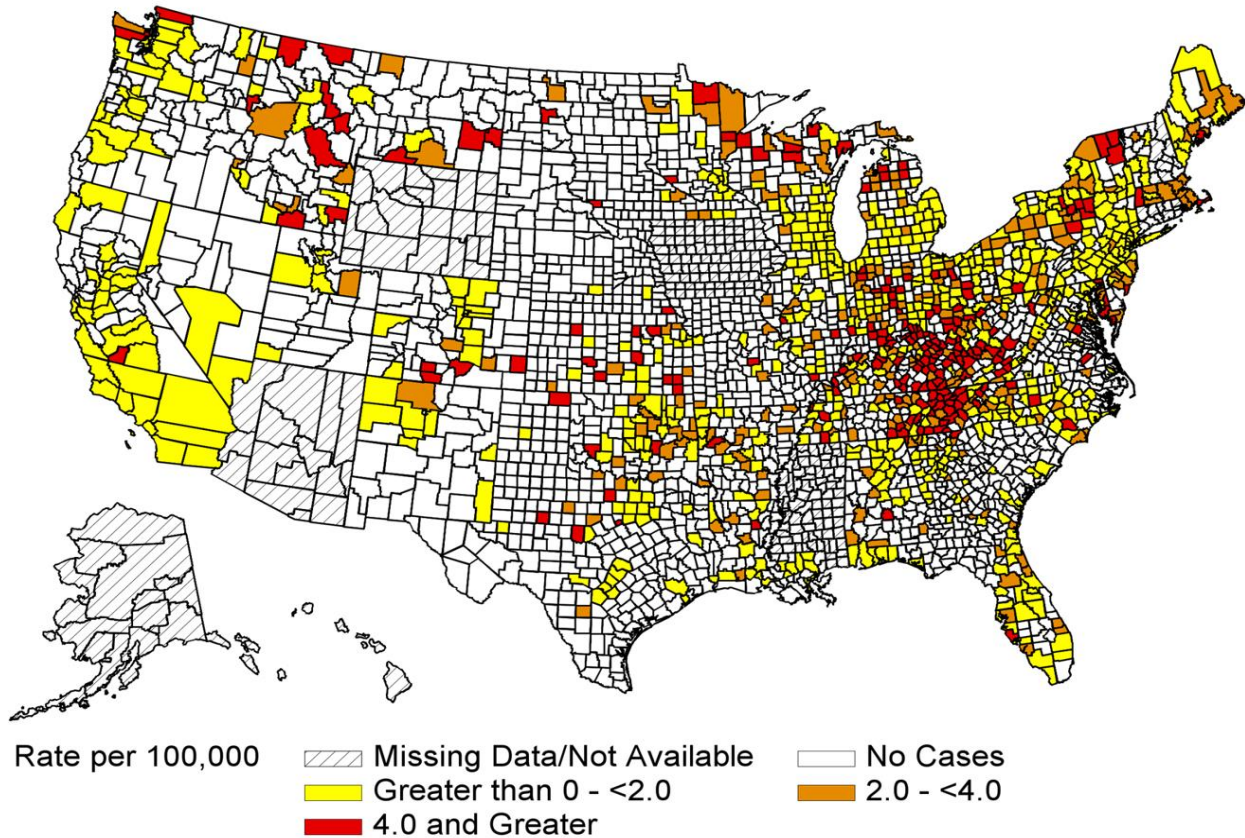 Rate per 100,000 Missing Data/Not Available No Cases
Greater than 0 - <2.0 2.0 - <4.0
4.0 and Greater